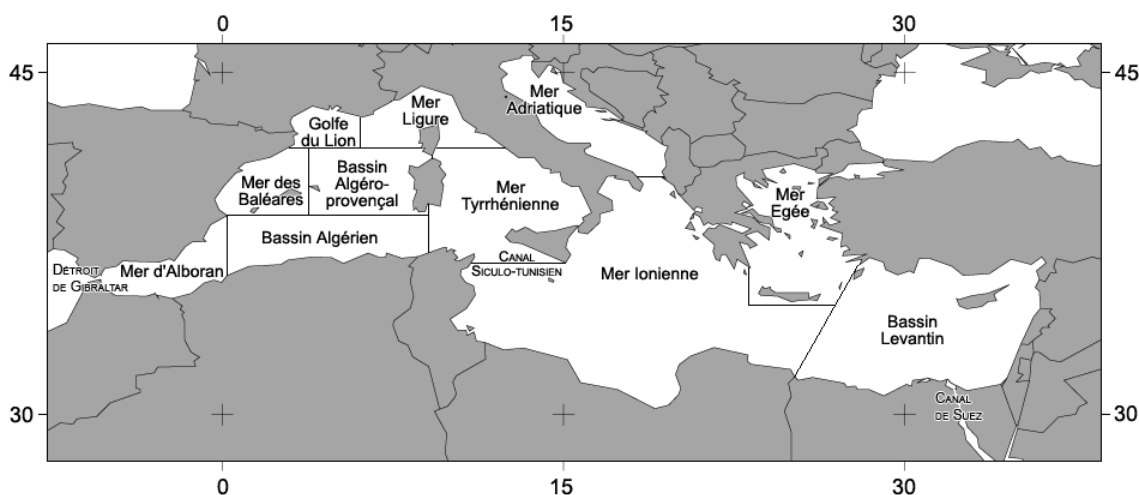 0 15 30
45 45
Mer
Adriatique
Mer
Ligure
Golfe
du Lion
Bassin
Algéro-
provençal
Mer des
Baléares
Mer
Tyrrhénienne
Mer
Egée
Bassin Algérien
CANAL
SICULO-TUNISIEN
Mer d'Alboran
DÉTROIT
DE GIBRALTAR
Mer Ionienne
Bassin
Levantin
CANAL
DE SUEZ
30 30
0 15 30